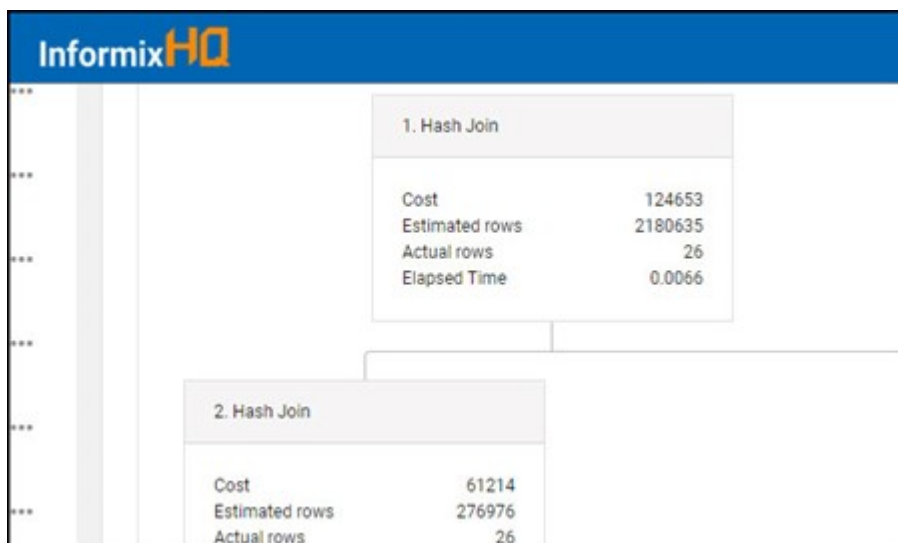 InformixHQ
1. Hash Join
Cost 124653
Estimated rows 2180635
Actual rows 26
Elapsed Time 0.0066
2. Hash Join
Cost 61214
Estimated rows 276976
Actual rows 26